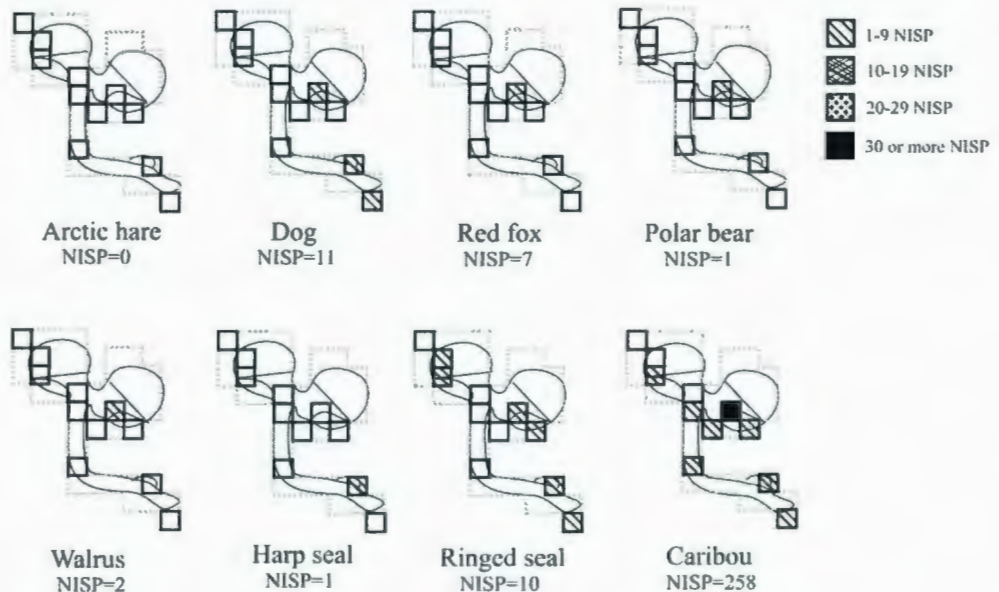 1-9 NISP
10-19 NISP
20-29 NISP
30 or more NISP
Arctic hare
NISP=0
Dog
NISP=11
Red fox
NISP=7
Polar bear
NISP=1
Walrus
NISP=2
Harp seal
NISP=1
Ringed seal
NISP=10
Caribou
NISP=258